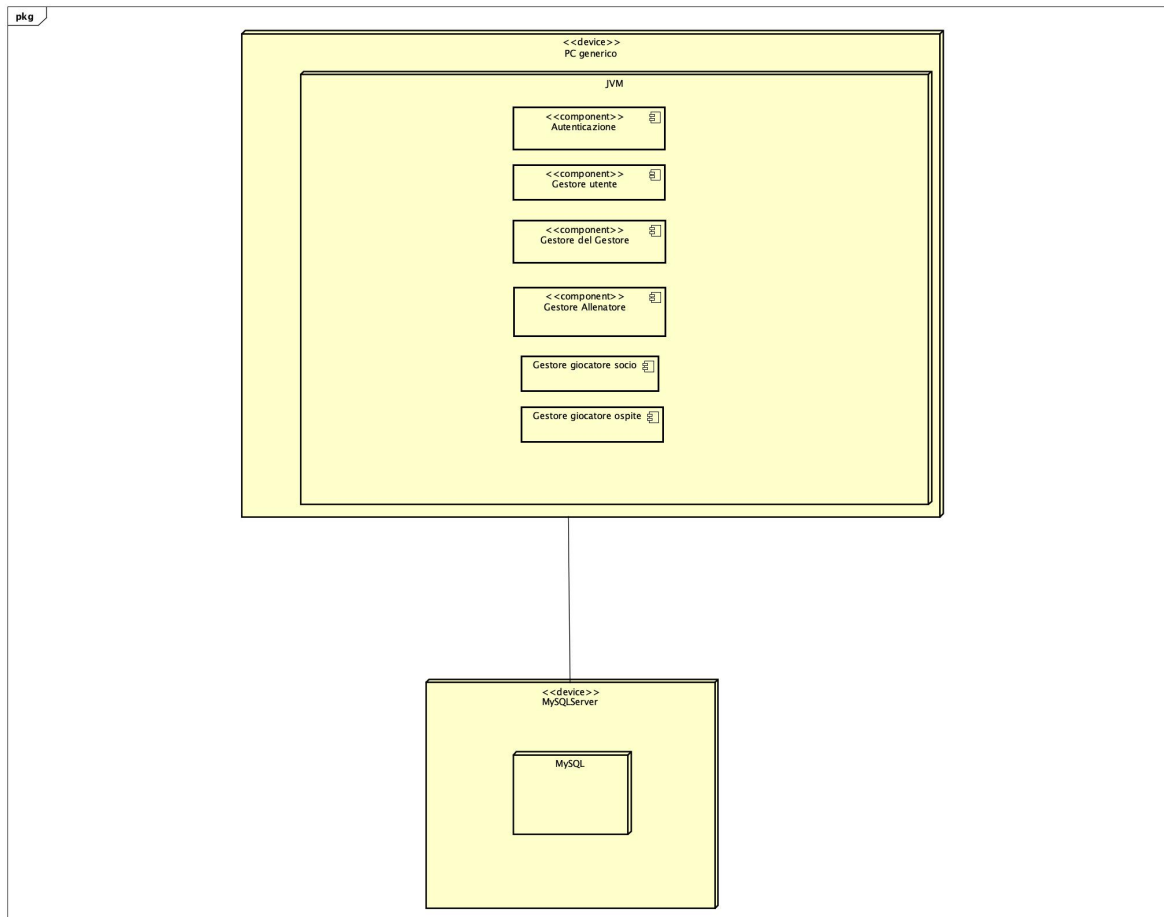 pkg
<<device>>
PC generico
JVM
<<component>>
Autenticazione
<<component>>
Gestore utente
<<component>>
Gestore del Gestore
<<component>>
Gestore Allenatore
Gestore giocatore socio
Gestore giocatore ospite
<<device>>
MySQLServer
MySQL